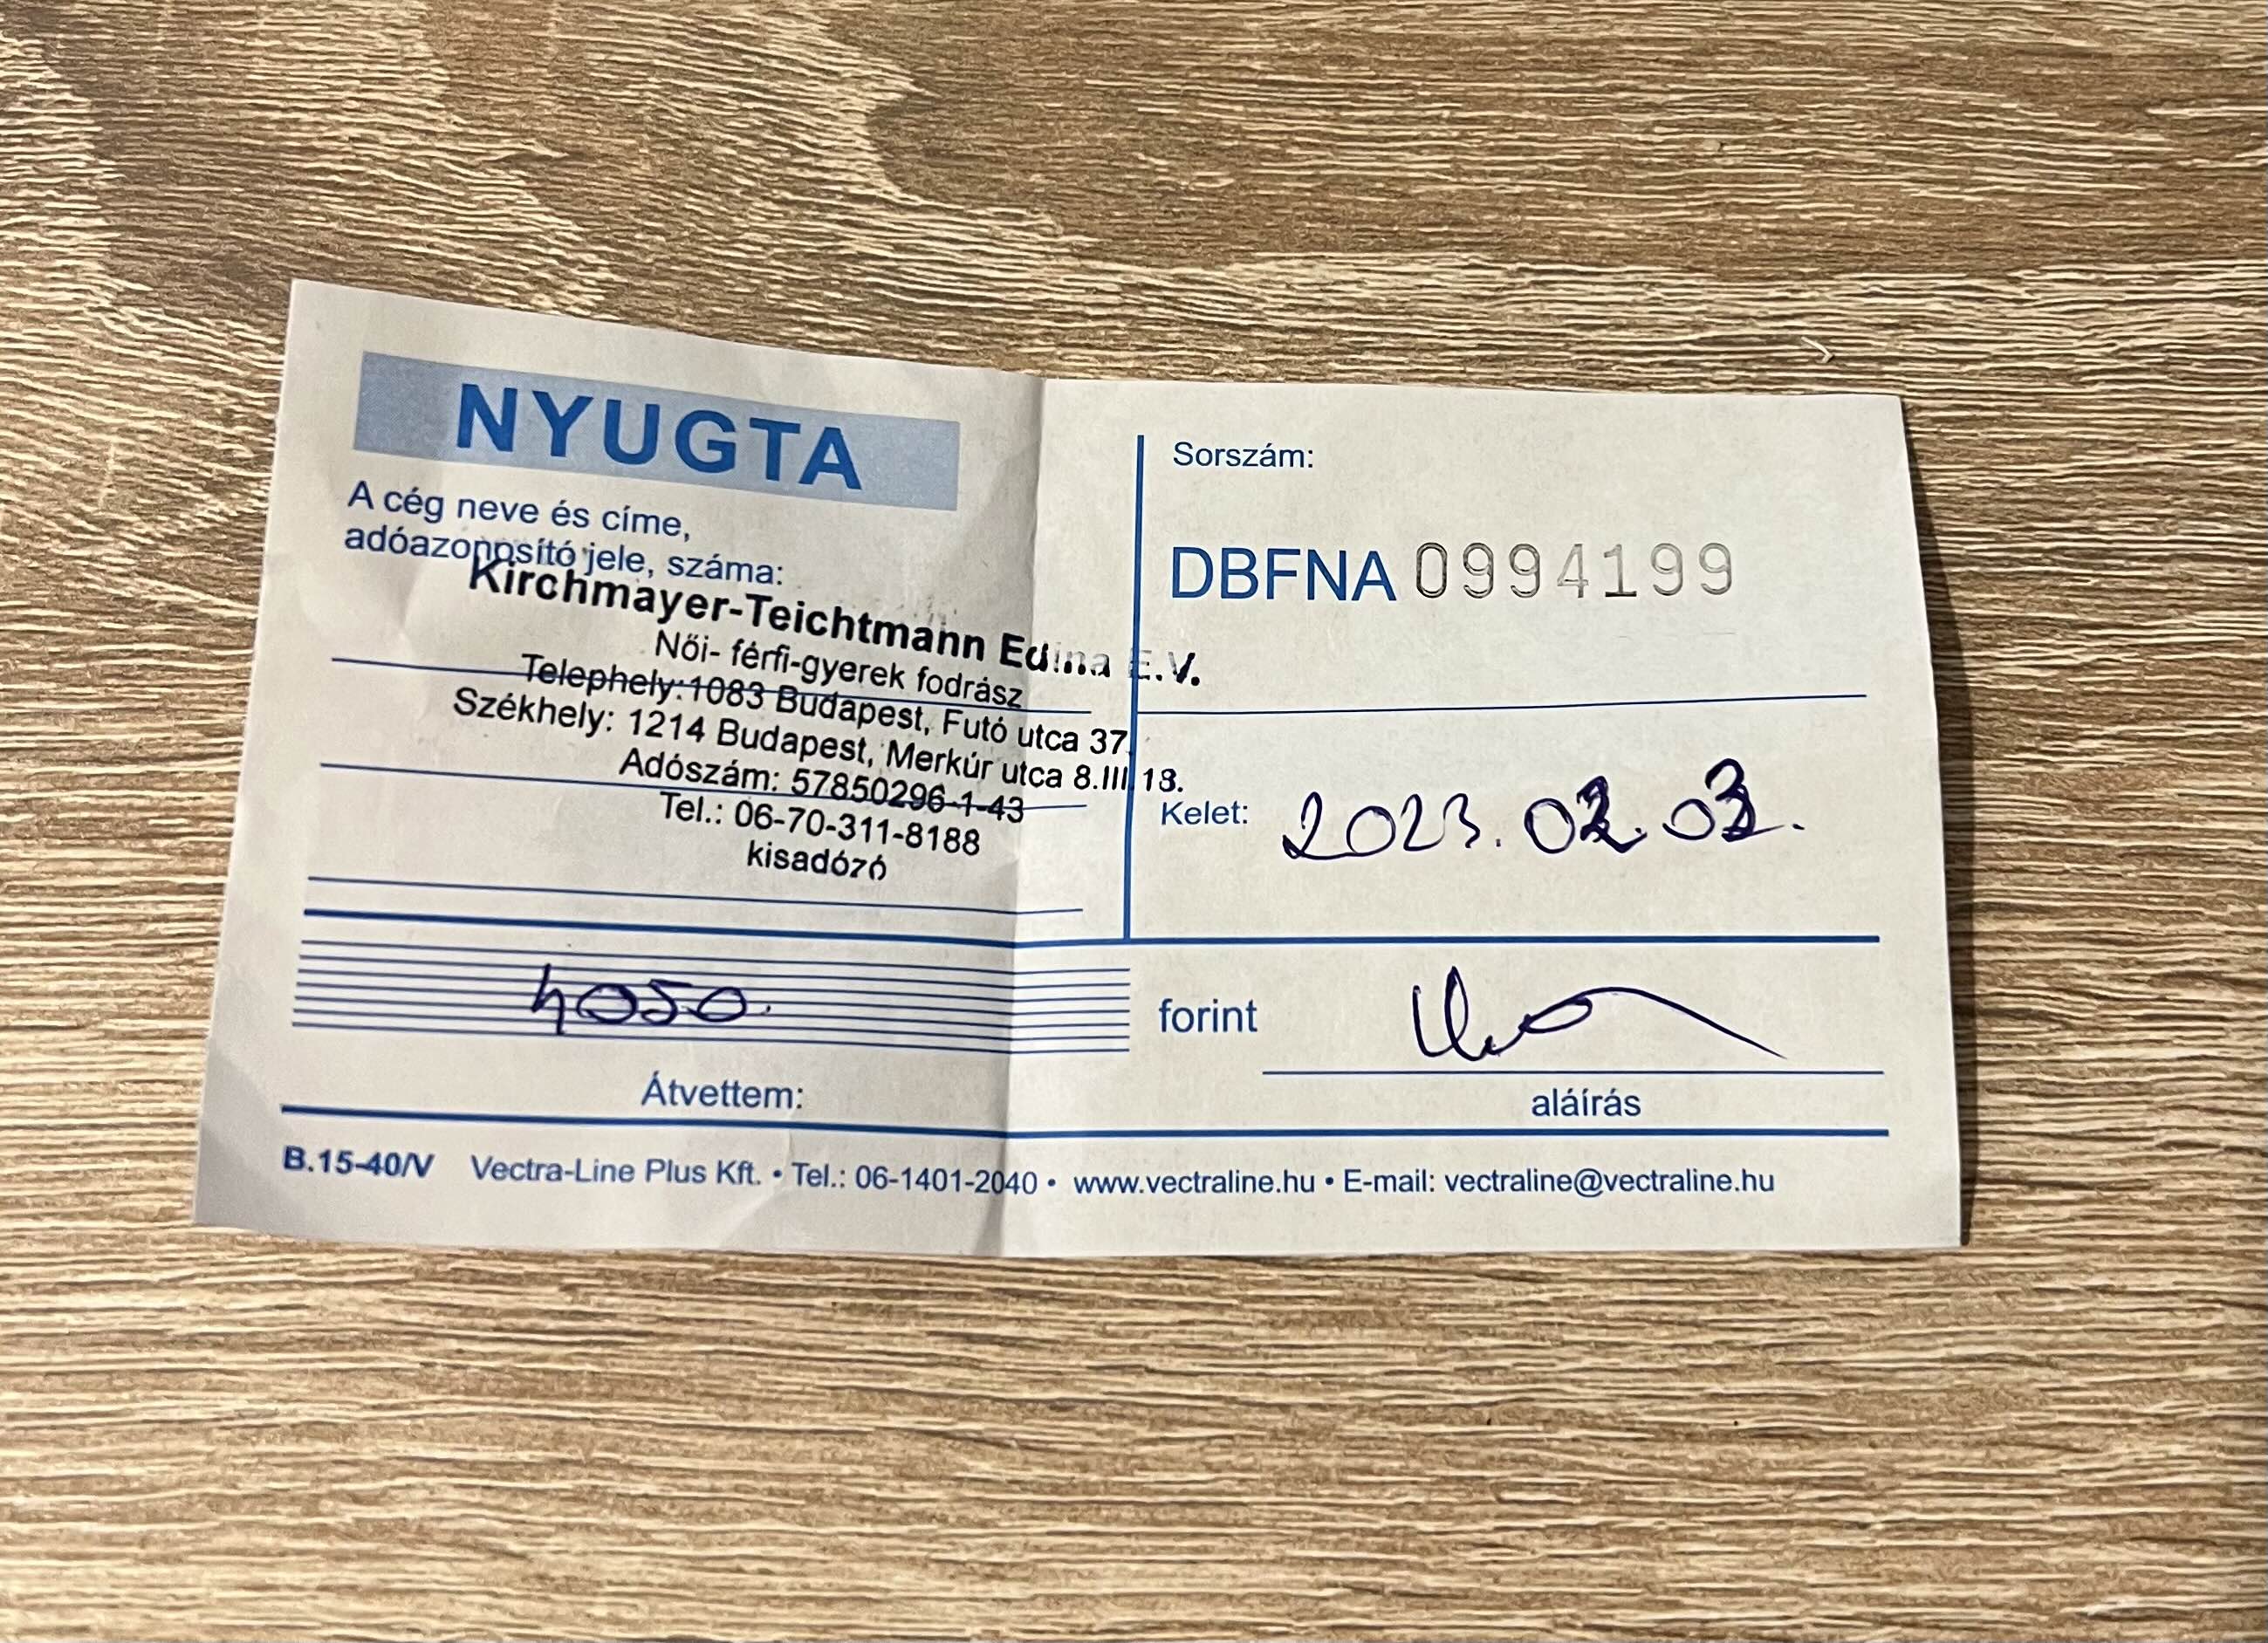 NYUGTA
A cég neve és címe,
adóazonosító jele, száma:
Kirchmayer-Teichtmann Edina E.V.
Női- férfi-gyerek fodrász
Telephely:1083 Budapest, Futó utca 37.
Székhely: 1214 Budapest, Merkúr utca 8.III.18.
Adószám: 57850296-1-43
Tel.: 06-70-311-8188
kisadózó
Sorszám:
DBFNA 0994199
Kelet: 2023. 02. 03.
4050.
forint
Átvettem:
aláírás
B.15-40/V Vectra-Line Plus Kft. • Tel.: 06-1401-2040 • www.vectraline.hu • E-mail: vectraline@vectraline.hu